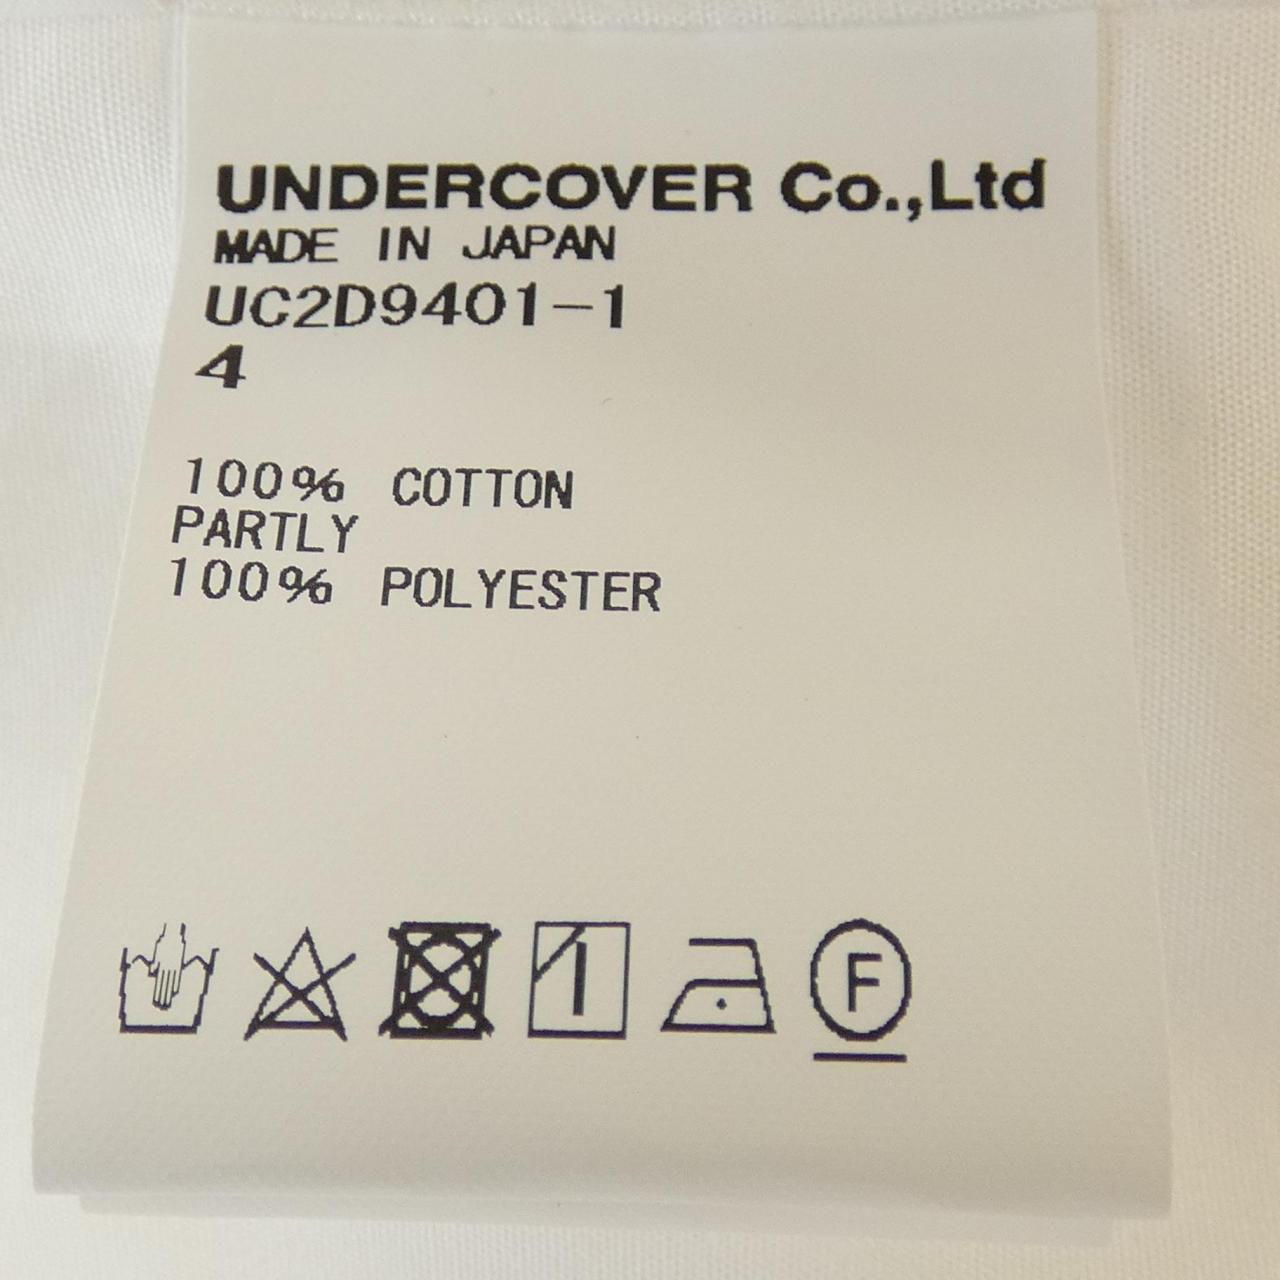 UNDERCOVER Co.,Ltd
MADE IN JAPAN
UC2D9401-1
4
100% COTTON
PARTLY
100% POLYESTER
F